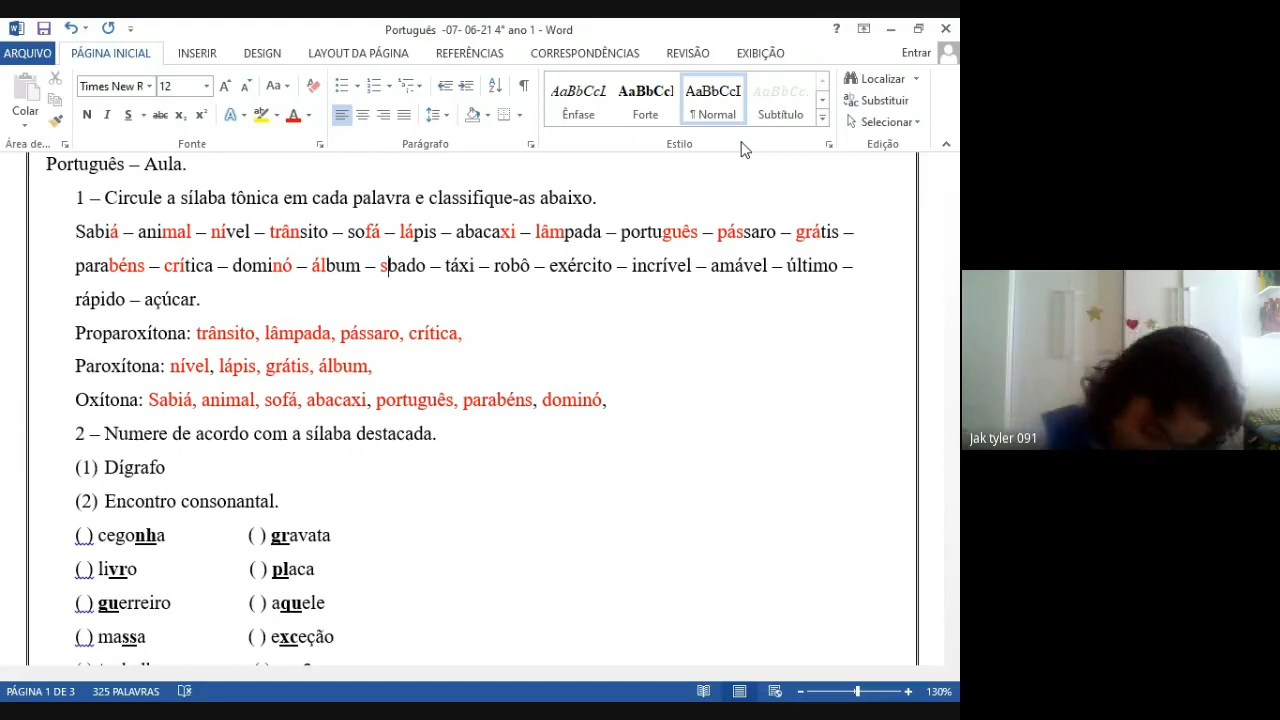 Português -07- 06-21 4° ano 1 - Word
ARQUIVO PÁGINA INICIAL INSERIR DESIGN LAYOUT DA PÁGINA REFERÊNCIAS CORRESPONDÊNCIAS REVISÃO EXIBIÇÃO Entrar
Colar
Times New R 12
AaBbCcL AaBbCcl AaBbCcI AaBbCc.
Ênfase Forte ¶ Normal Subtítulo
Localizar
Substituir
Selecionar
Área de... Fonte Parágrafo Estilo Edição
Português – Aula.
1 – Circule a sílaba tônica em cada palavra e classifique-as abaixo.
Sabiá – animal – nível – trânsito – sofá – lápis – abacaxi – lâmpada – português – pássaro – grátis –
parabéns – crítica – dominó – álbum – sbado – táxi – robô – exército – incrível – amável – último –
rápido – açúcar.
Proparoxítona: trânsito, lâmpada, pássaro, crítica,
Paroxítona: nível, lápis, grátis, álbum,
Oxítona: Sabiá, animal, sofá, abacaxi, português, parabéns, dominó,
2 – Numere de acordo com a sílaba destacada.
(1) Dígrafo
(2) Encontro consonantal.
( ) cegonha ( ) gravata
( ) livro ( ) placa
( ) guerreiro ( ) aquele
( ) massa ( ) exceção
PÁGINA 1 DE 3 325 PALAVRAS 130%
Jak tyler 091